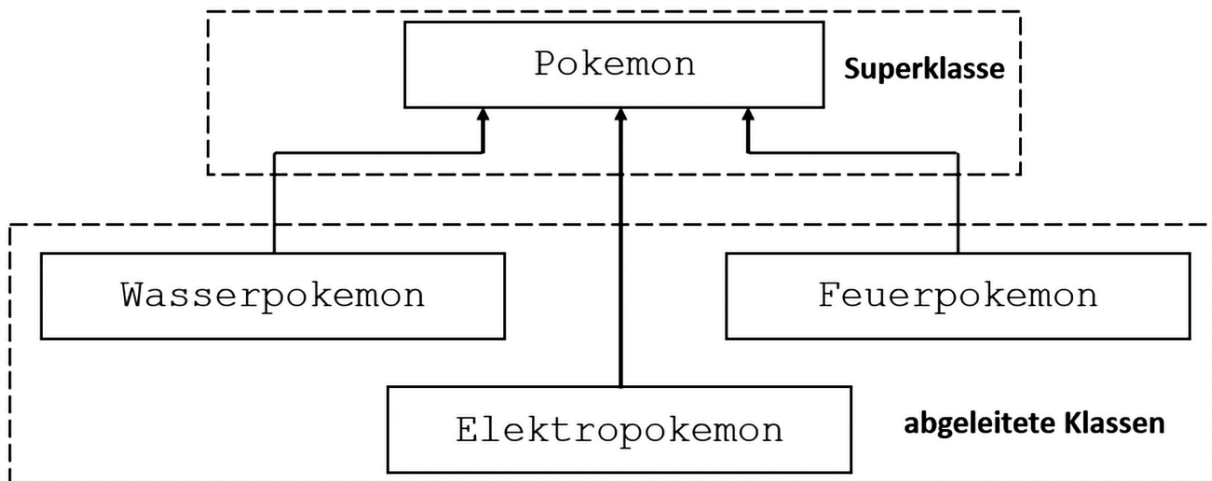 Pokemon
Superklasse
Wasserpokemon
Feuerpokemon
Elektropokemon
abgeleitete Klassen